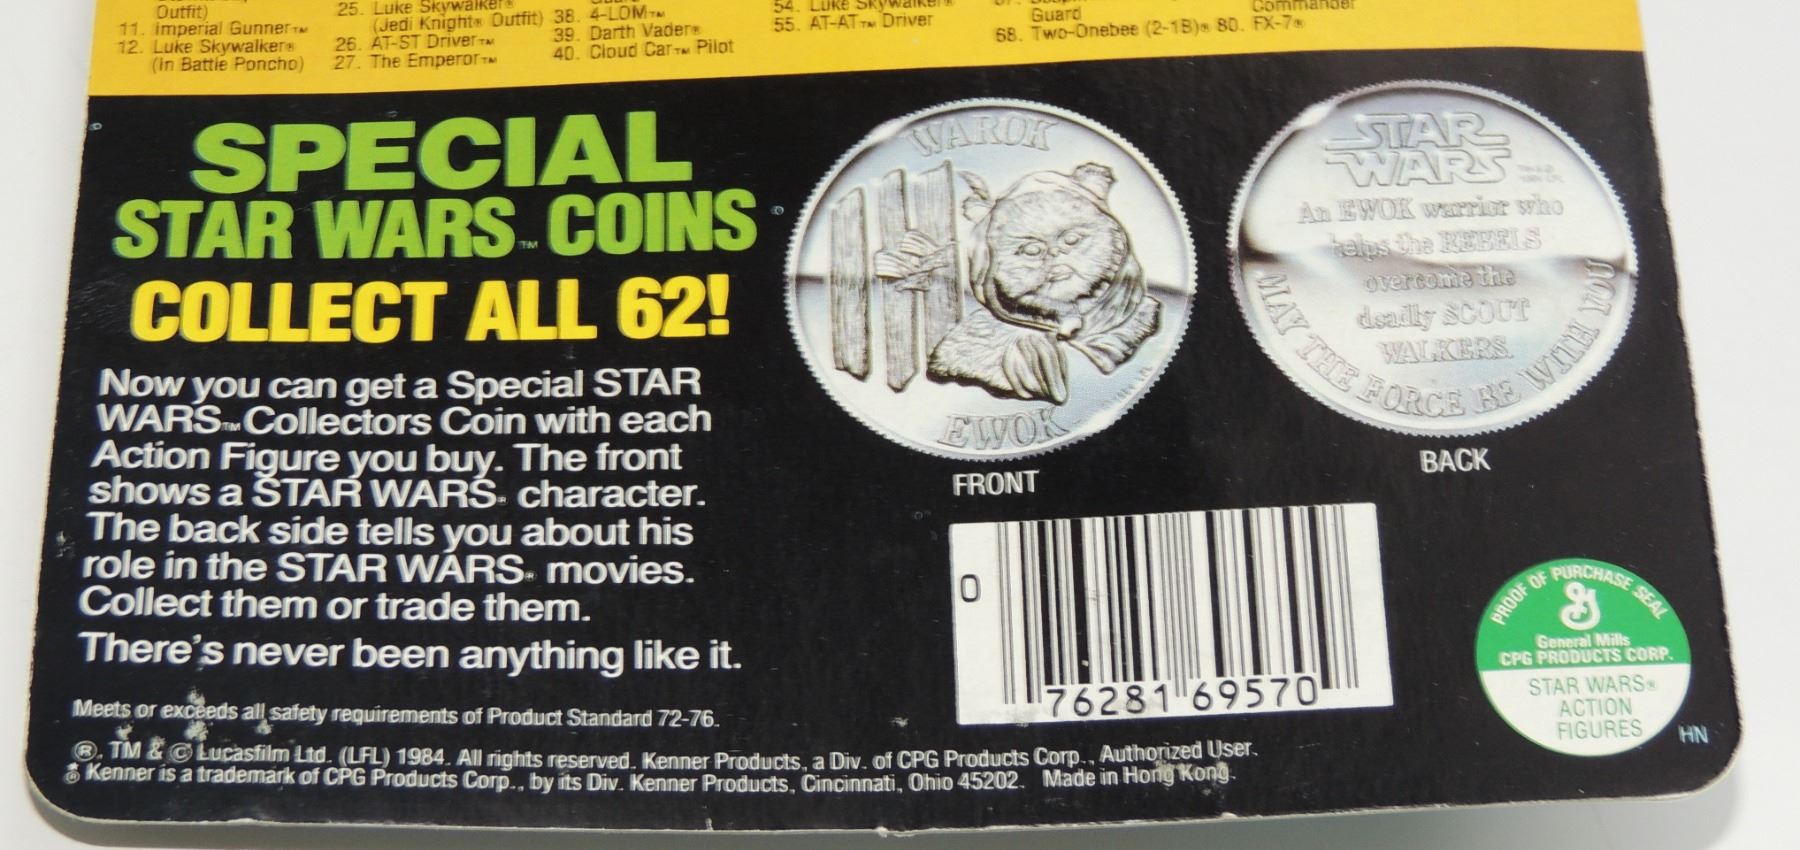 Outfit)
11. Imperial Gunner™
12. Luke Skywalker®
(In Battle Poncho)
25. Luke Skywalker®
(Jedi Knight® Outfit)
26. AT-ST Driver™
27. The Emperor™
38. 4-LOM™
39. Darth Vader®
40. Cloud Car™ Pilot
54. Luke Skywalker®
55. AT-AT™ Driver
Guard
68. Two-Onebee (2-1B)®
Commander
80. FX-7®
SPECIAL
STAR WARS™ COINS
COLLECT ALL 62!
Now you can get a Special STAR
WARS™ Collectors Coin with each
Action Figure you buy. The front
shows a STAR WARS® character.
The back side tells you about his
role in the STAR WARS® movies.
Collect them or trade them.
There's never been anything like it.
Meets or exceeds all safety requirements of Product Standard 72-76.
®, TM & © Lucasfilm Ltd. (LFL) 1984. All rights reserved. Kenner Products, a Div. of CPG Products Corp., Authorized User.
® Kenner is a trademark of CPG Products Corp., by its Div. Kenner Products, Cincinnati, Ohio 45202. Made in Hong Kong.
WAROK
EWOK
FRONT
STAR
WARS
An EWOK warrior who
helps the REBELS
overcome the
deadly SCOUT
WALKERS.
MAY THE FORCE BE WITH YOU
BACK
0 76281 69570
PROOF OF PURCHASE SEAL
G
General Mills
CPG PRODUCTS CORP.
STAR WARS®
ACTION
FIGURES
HN